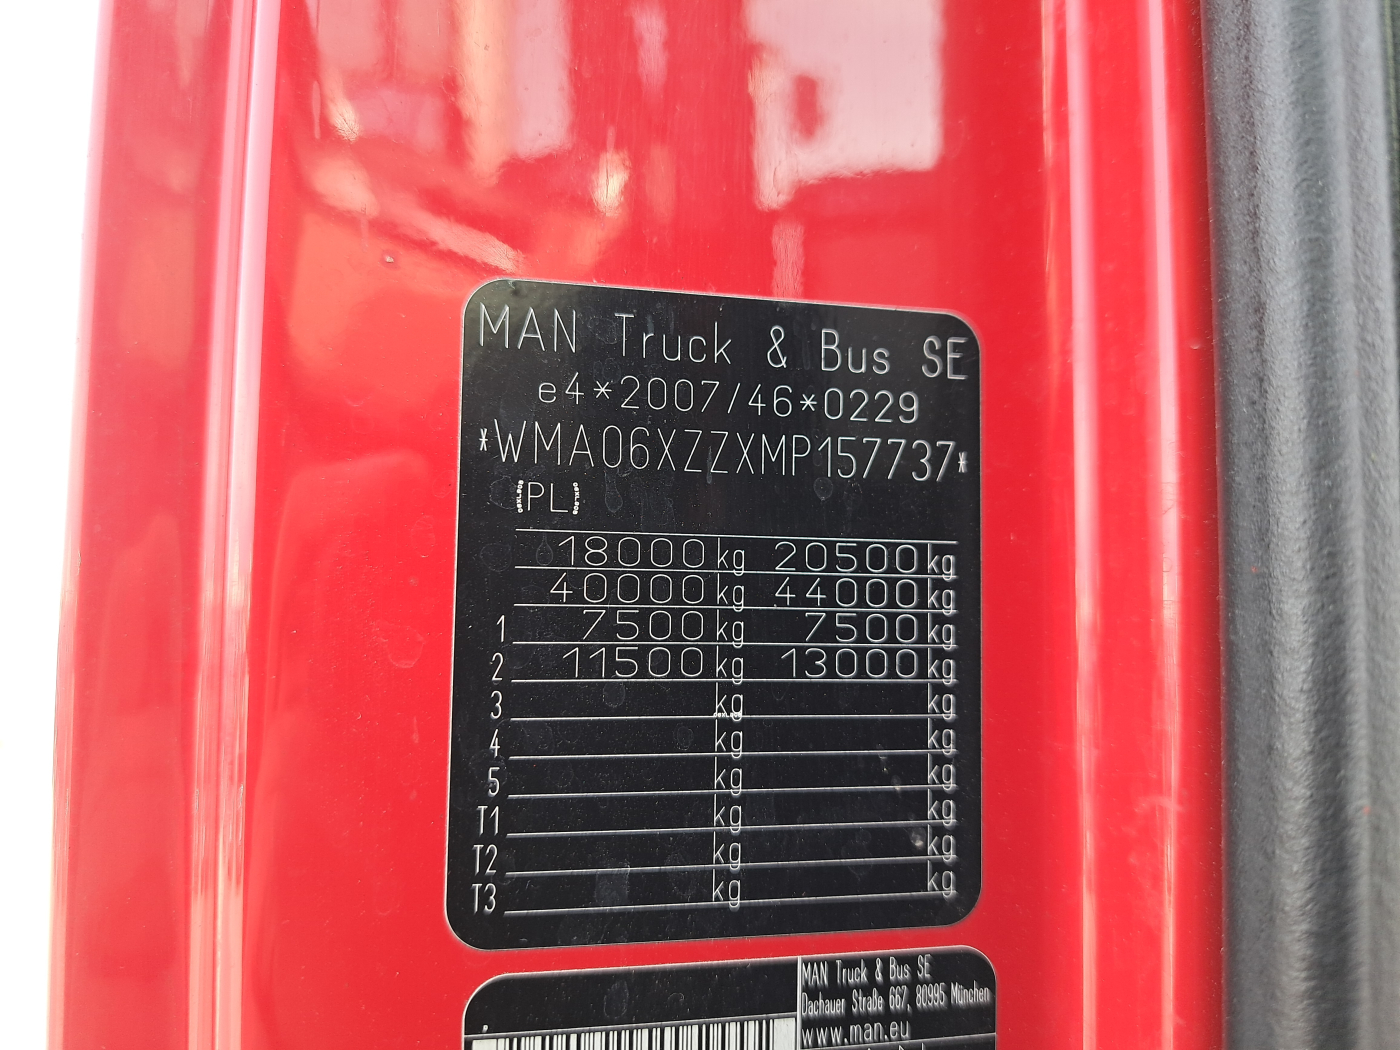 MAN Truck & Bus SE
e4*2007/46*0229
*WMA06XZZXMP157737*
(PL)
18000 kg 20500 kg
40000 kg 44000 kg
1 7500 kg 7500 kg
2 11500 kg 13000 kg
3 kg kg
4 kg kg
5 kg kg
T1 kg kg
T2 kg kg
T3 kg kg
MAN Truck & Bus SE
Dachauer Straße 667, 80995 München
www.man.eu